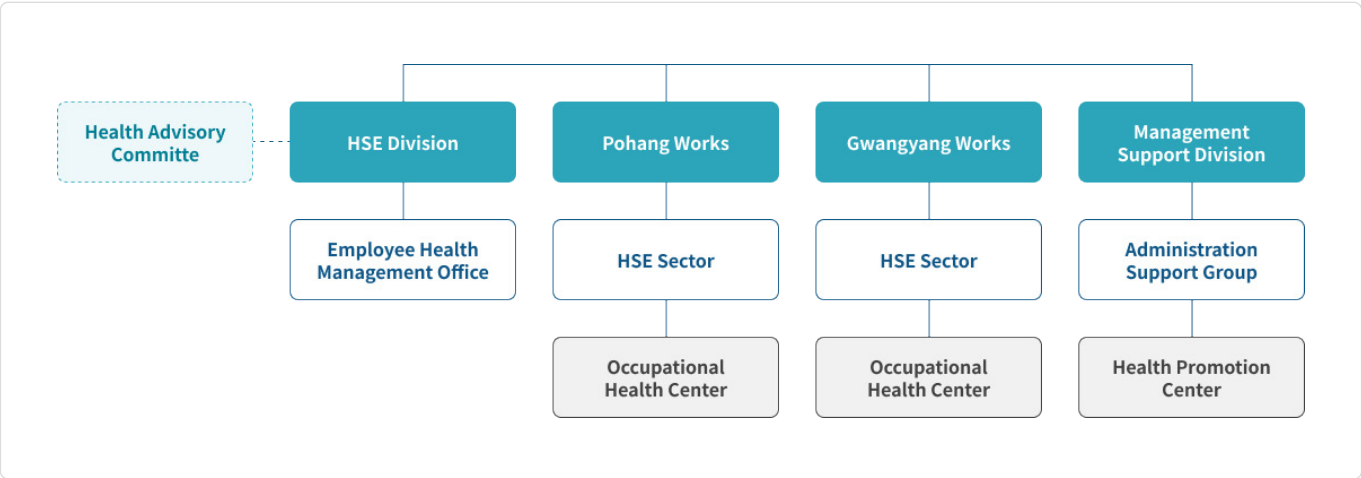 Health Advisory
Committe
HSE Division
Pohang Works
Gwangyang Works
Management
Support Division
Employee Health
Management Office
HSE Sector
HSE Sector
Administration
Support Group
Occupational
Health Center
Occupational
Health Center
Health Promotion
Center